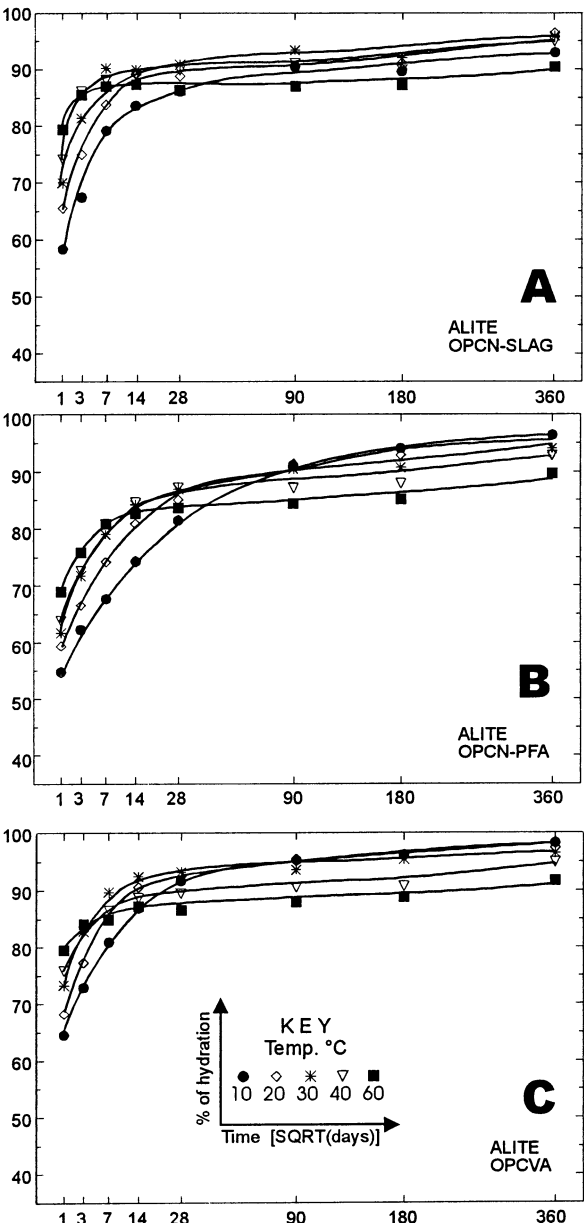 100
90
80
70
60
50
40
A
ALITE
OPCN-SLAG
1 3 7 14 28 90 180 360
100
90
80
70
60
50
40
B
ALITE
OPCN-PFA
1 3 7 14 28 90 180 360
100
90
80
70
60
50
40
% of hydration
KEY
Temp. °C
10 20 30 40 60
Time [SQRT(days)]
C
ALITE
OPCVA
1 3 7 14 28 90 180 360